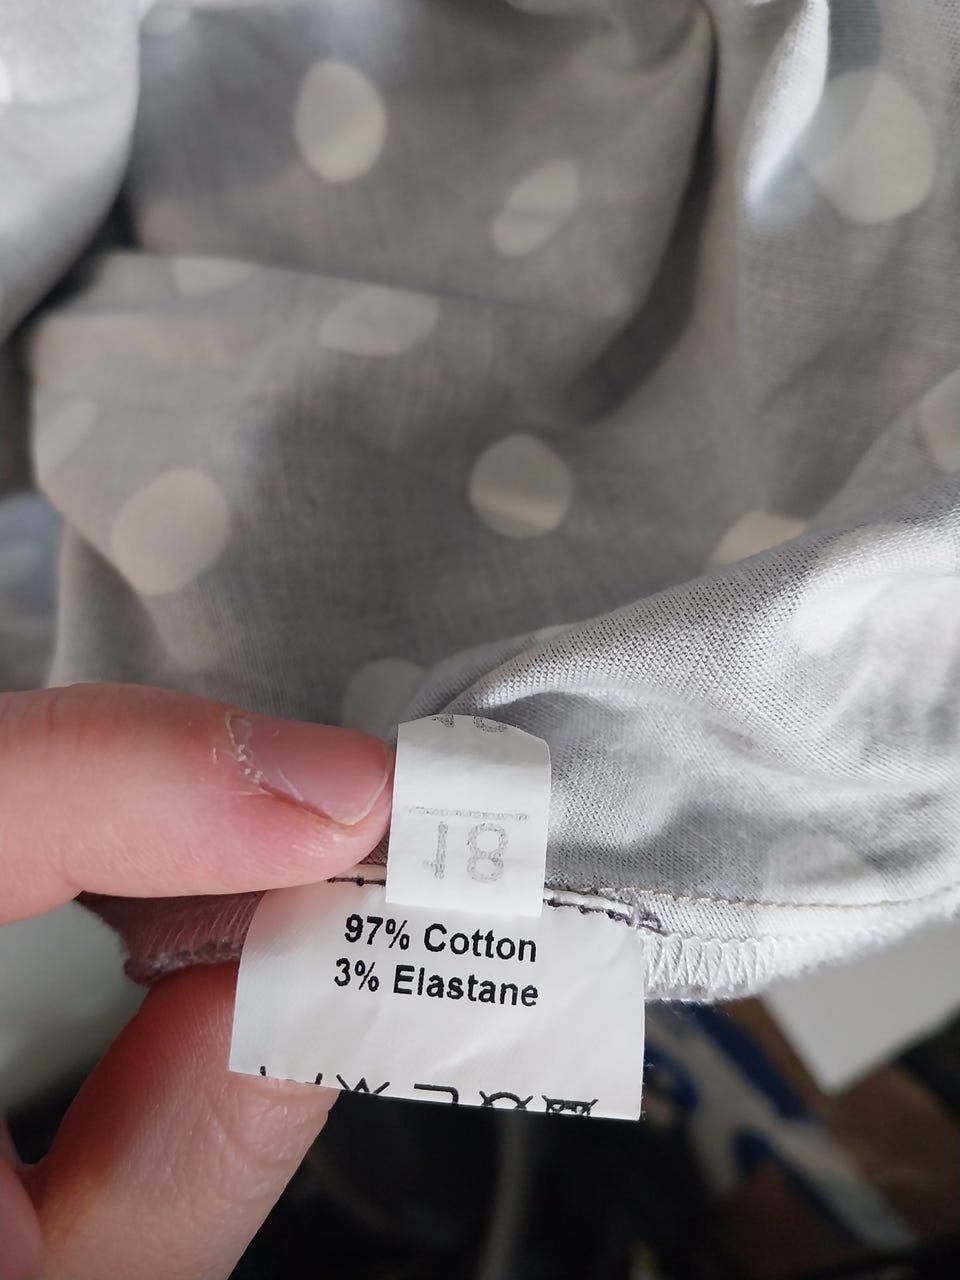 18
97% Cotton
3% Elastane